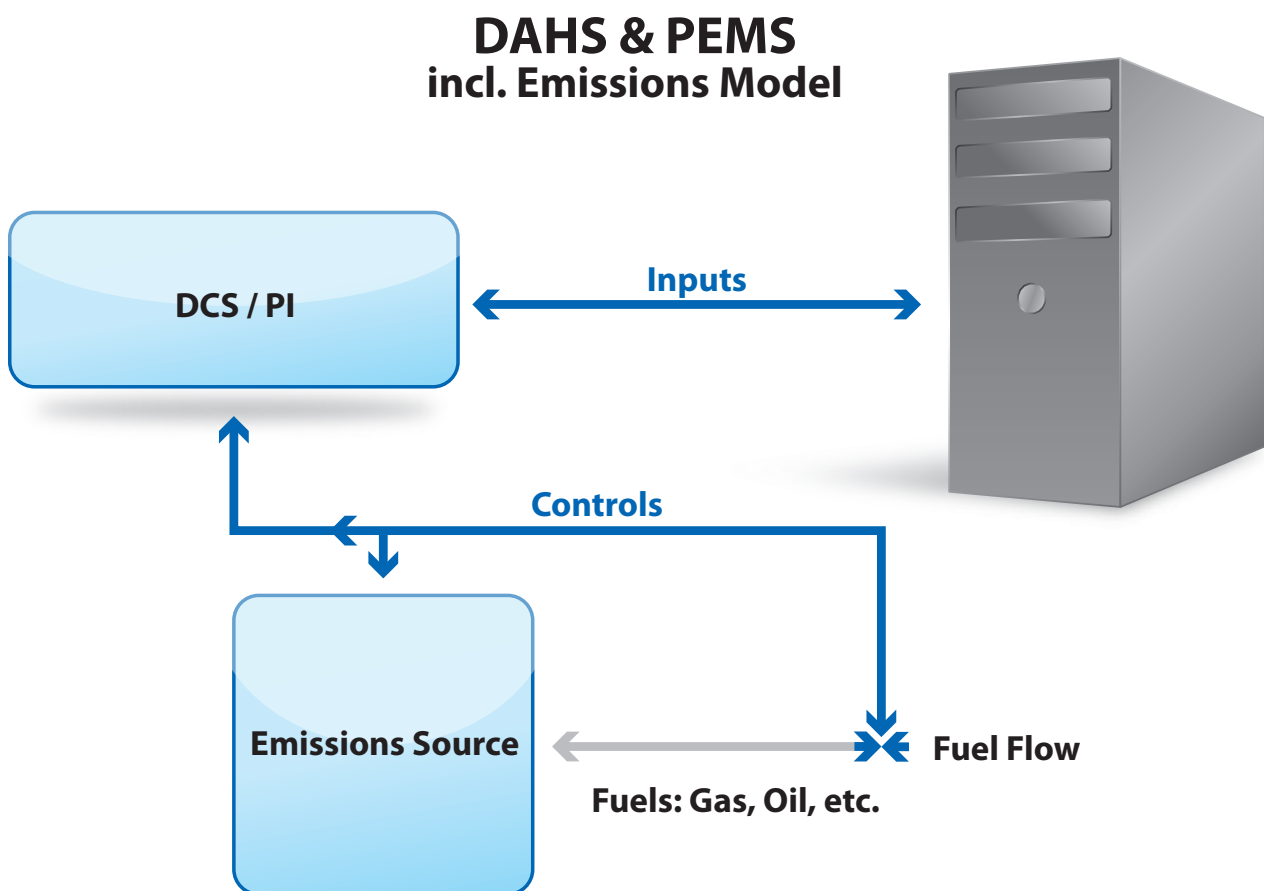 DAHS & PEMS
incl. Emissions Model
DCS / PI
Inputs
Controls
Emissions Source
Fuel Flow
Fuels: Gas, Oil, etc.